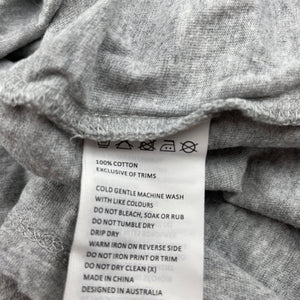 100% COTTON
EXCLUSIVE OF TRIMS
COLD GENTLE MACHINE WASH
WITH LIKE COLOURS
DO NOT BLEACH, SOAK OR RUB
DO NOT TUMBLE DRY
DRIP DRY
WARM IRON ON REVERSE SIDE
DO NOT IRON PRINT OR TRIM
DO NOT DRY CLEAN (X)
MADE IN CHINA
DESIGNED IN AUSTRALIA